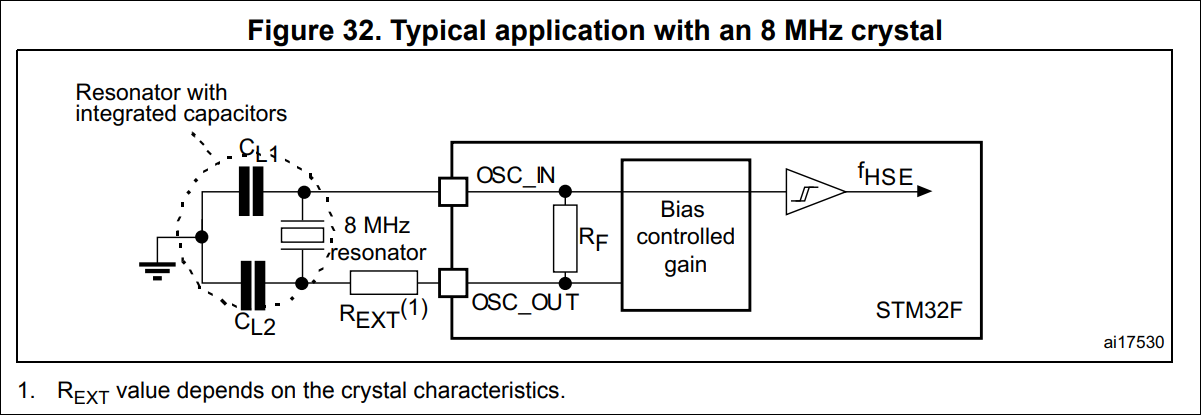 Figure 32. Typical application with an 8 MHz crystal
Resonator with
integrated capacitors
CL1
OSC_IN
fHSE
8 MHz
resonator
RF
Bias
controlled
gain
CL2
REXT(1)
OSC_OUT
STM32F
ai17530
1. REXT value depends on the crystal characteristics.